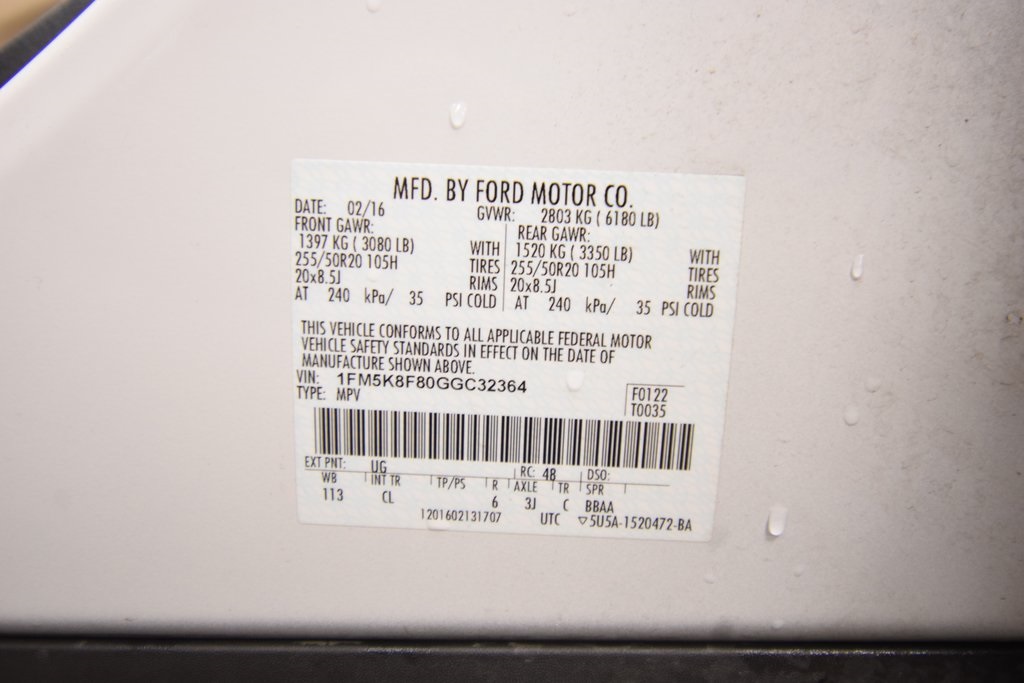 MFD. BY FORD MOTOR CO.
DATE: 02/16 GVWR: 2803 KG ( 6180 LB)
FRONT GAWR: REAR GAWR:
1397 KG ( 3080 LB) WITH 1520 KG ( 3350 LB) WITH
255/50R20 105H TIRES 255/50R20 105H TIRES
20x8.5J RIMS 20x8.5J RIMS
AT 240 kPa/ 35 PSI COLD AT 240 kPa/ 35 PSI COLD
THIS VEHICLE CONFORMS TO ALL APPLICABLE FEDERAL MOTOR
VEHICLE SAFETY STANDARDS IN EFFECT ON THE DATE OF
MANUFACTURE SHOWN ABOVE.
VIN: 1FM5K8F80GGC32364 F0122
TYPE: MPV T0035
EXT PNT: UG RC: 48 DSO:
WB INT TR TP/PS R AXLE TR SPR
113 CL 6 3J C BBAA
1201602131707 UTC ▽5U5A-1520472-BA